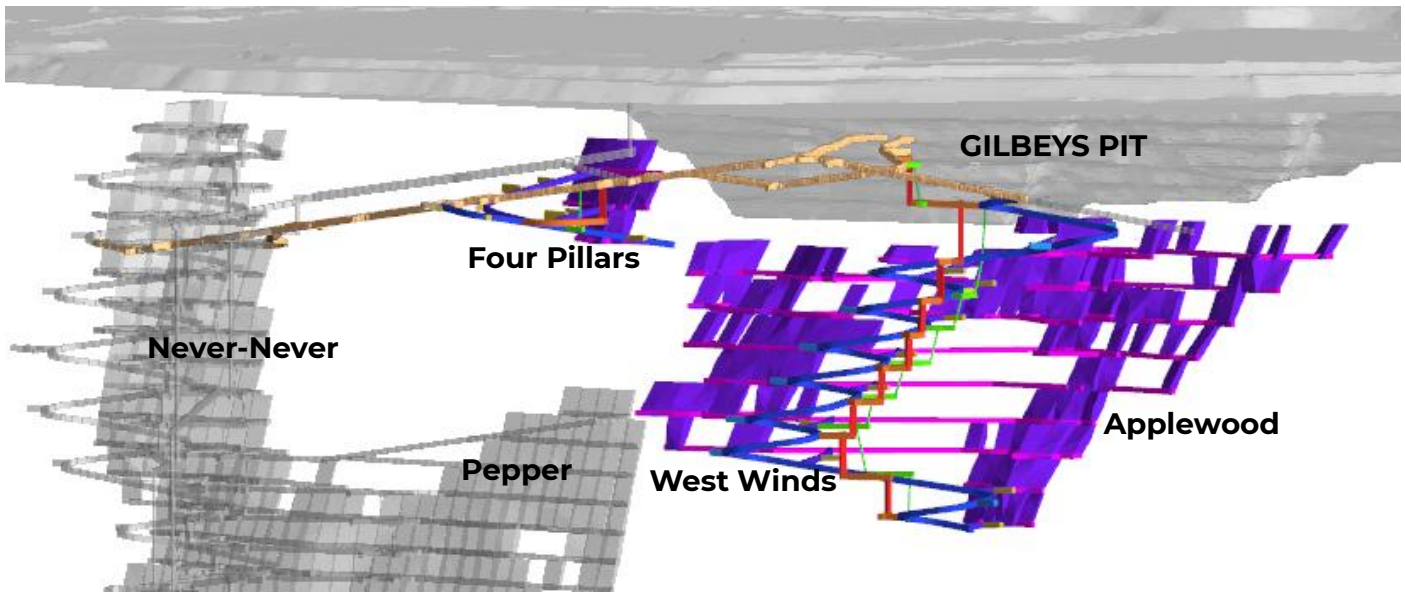 GILBEYS PIT
Four Pillars
Never-Never
Applewood
Pepper
West Winds